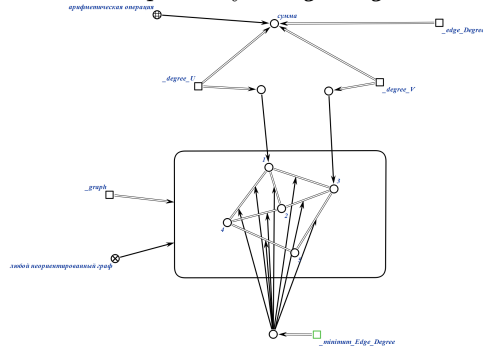 арифметическая операция
сумма
_edge_Degree
_degree_U
_degree_V
1
3
_graph
2
4
любой неориентированный граф
_minimum_Edge_Degree